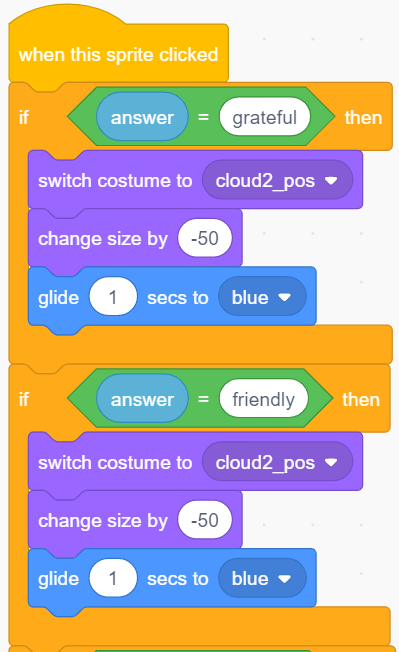 when this sprite clicked
if answer = grateful then
switch costume to cloud2_pos
change size by -50
glide 1 secs to blue
if answer = friendly then
switch costume to cloud2_pos
change size by -50
glide 1 secs to blue